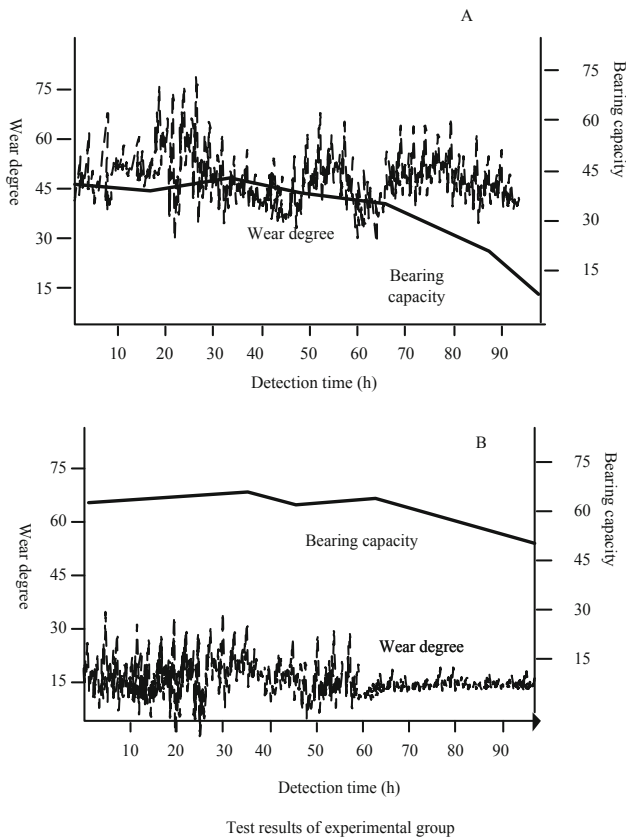 A
75
60
45
30
15
Wear degree
75
60
45
30
15
Bearing capacity
Wear degree
Bearing
capacity
10 20 30 40 50 60 70 80 90
Detection time (h)
B
75
60
45
30
15
Wear degree
75
60
45
30
15
Bearing capacity
Bearing capacity
Wear degree
10 20 30 40 50 60 70 80 90
Detection time (h)
Test results of experimental group